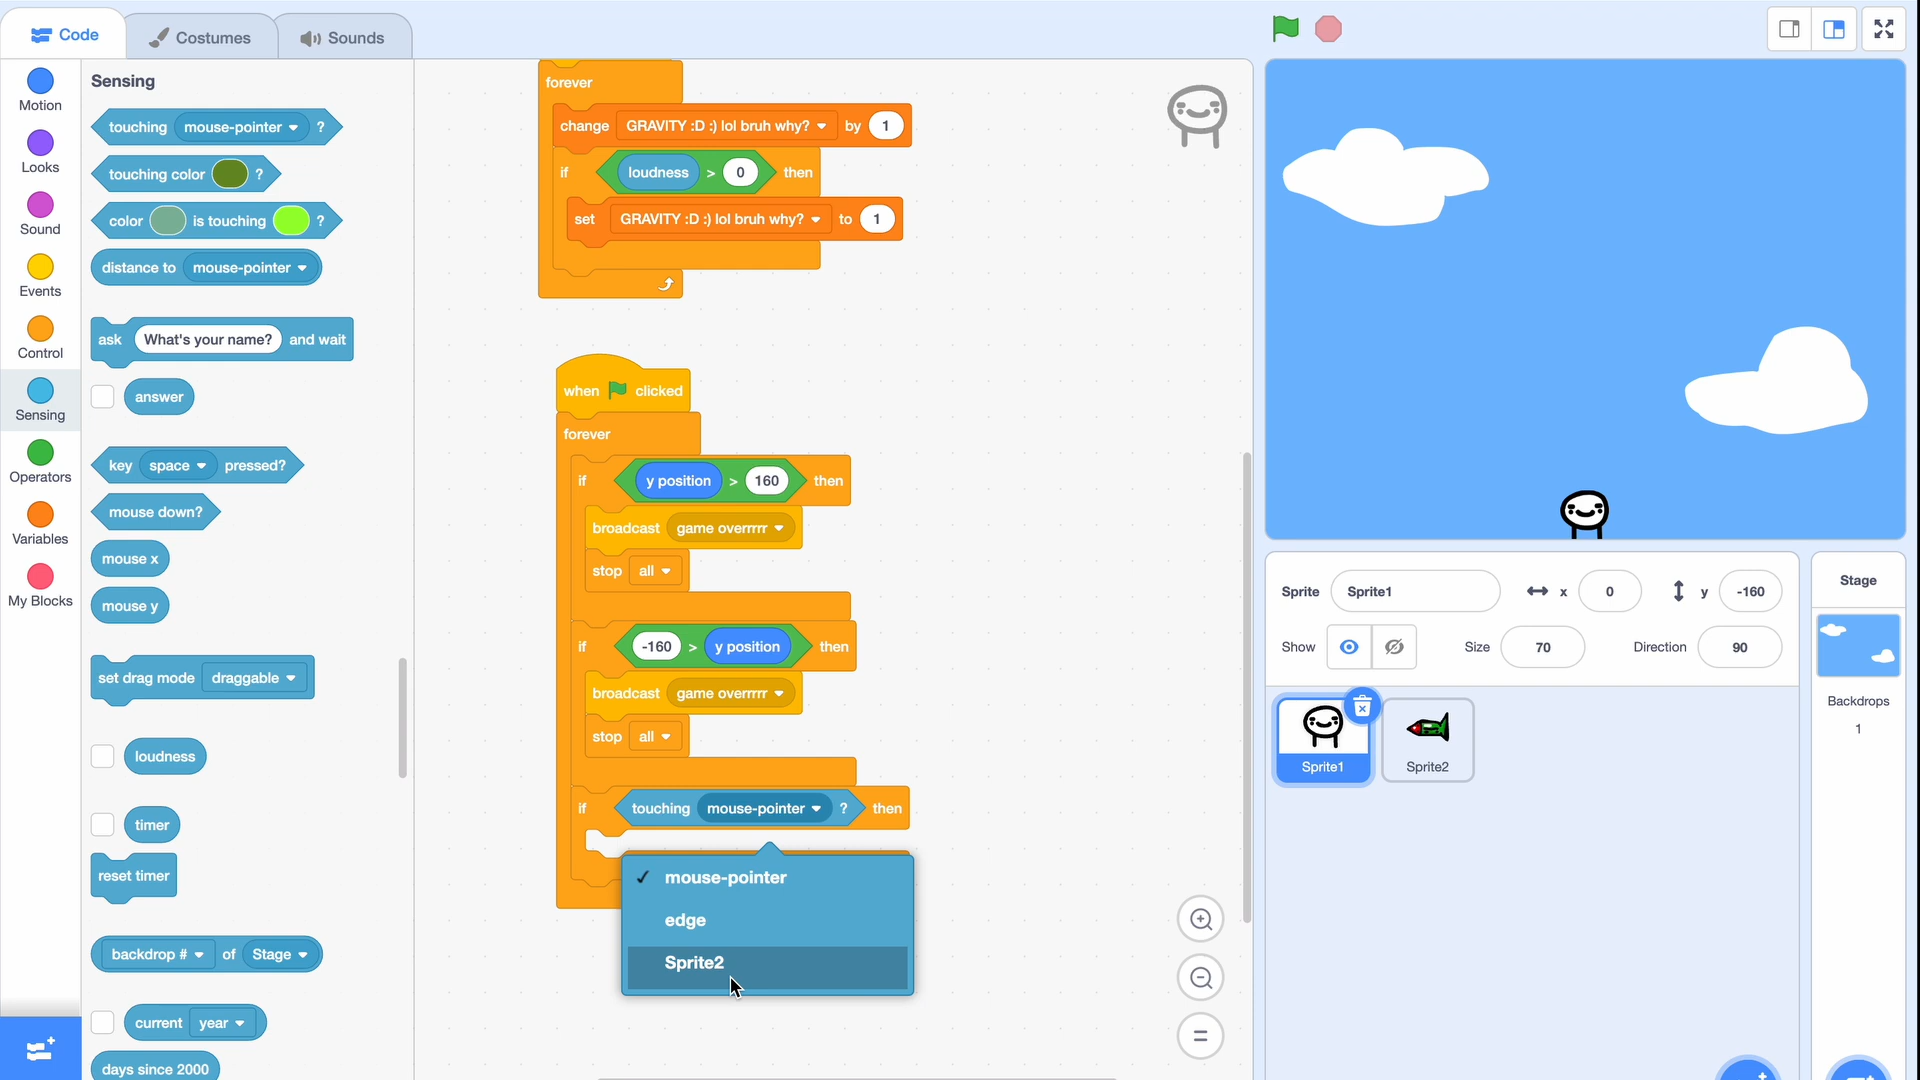 Code
Costumes
Sounds
Motion
Looks
Sound
Events
Control
Sensing
Operators
Variables
My Blocks
Sensing
touching mouse-pointer ?
touching color ?
color is touching ?
distance to mouse-pointer
ask What's your name? and wait
answer
key space pressed?
mouse down?
mouse x
mouse y
set drag mode draggable
loudness
timer
reset timer
backdrop # of Stage
current year
days since 2000
forever
change GRAVITY :D :) lol bruh why? by 1
if loudness > 0 then
set GRAVITY :D :) lol bruh why? to 1
when clicked
forever
if y position > 160 then
broadcast game overrrrr
stop all
if -160 > y position then
broadcast game overrrrr
stop all
if touching mouse-pointer ? then
mouse-pointer
edge
Sprite2
Sprite Sprite1 x 0 y -160
Show Size 70 Direction 90
Sprite1
Sprite2
Stage
Backdrops
1